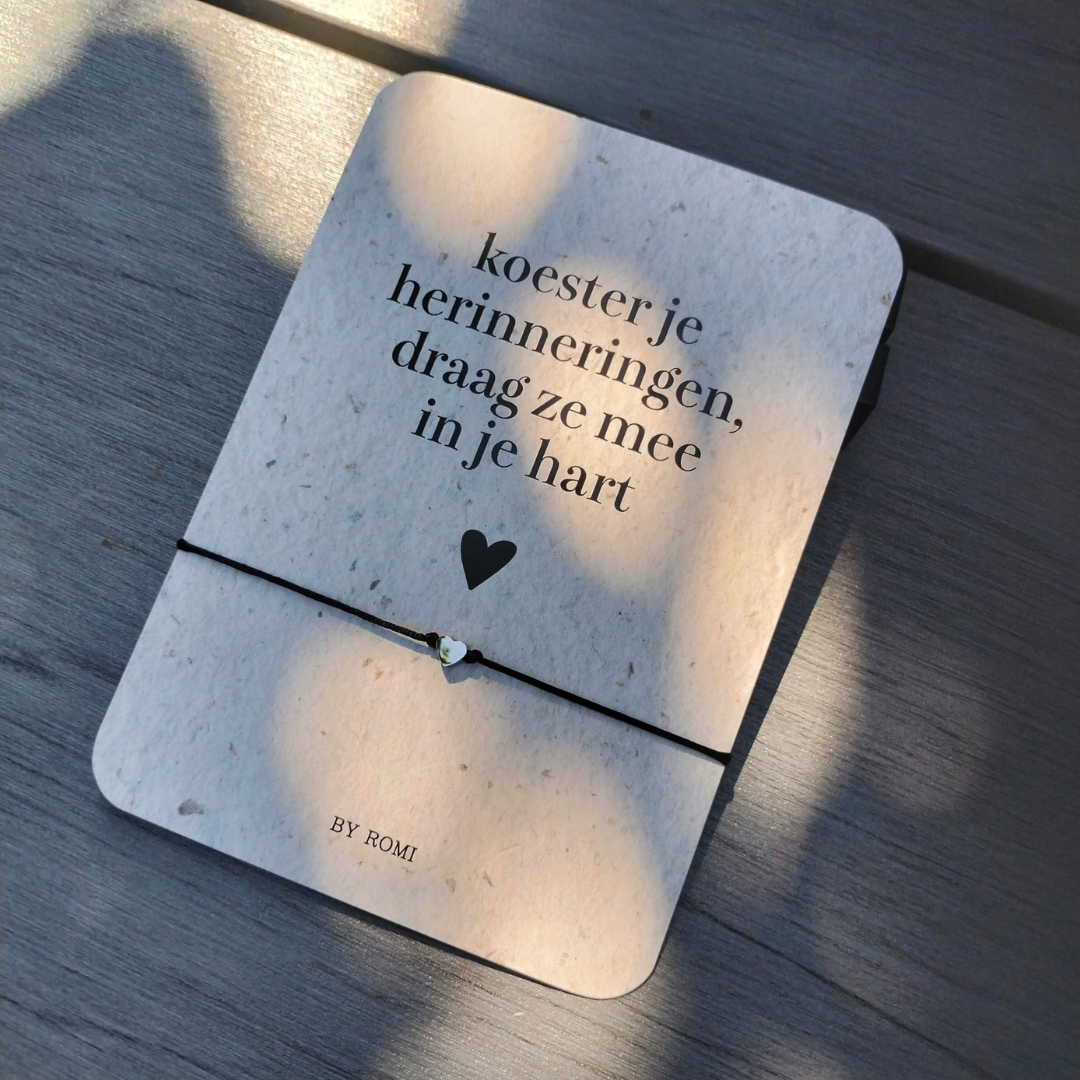 koester je
herinneringen,
draag ze mee
in je hart
BY ROMI